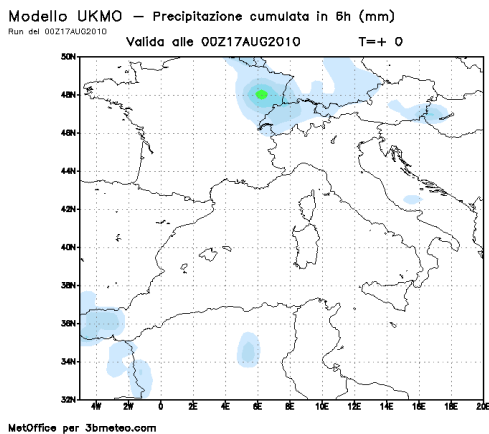 Modello UKMO — Precipitazione cumulata in 6h (mm)
Run del 00Z17AUG2010
Valida alle 00Z17AUG2010 T=+ 0
50N
48N
46N
44N
42N
40N
38N
36N
34N
32N
4W 2W 0 2E 4E 6E 8E 10E 12E 14E 16E 18E 20E
MetOffice per 3bmeteo.com